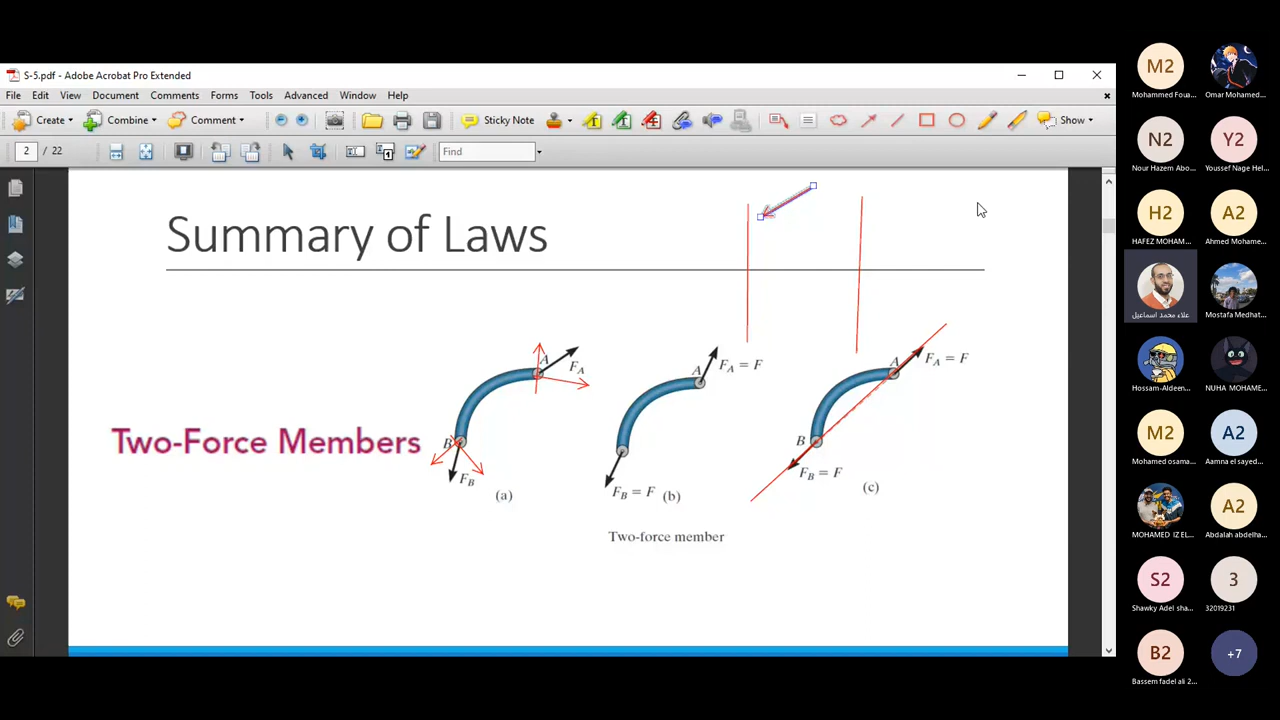 S-5.pdf - Adobe Acrobat Pro Extended
File Edit View Document Comments Forms Tools Advanced Window Help
Create Combine Comment Sticky Note Show
2 / 22 Find
Summary of Laws
Two-Force Members
A
F_A
B
F_B
(a)
A
F_A = F
F_B = F
(b)
A
F_A = F
B
F_B = F
(c)
Two-force member
M2
Mohammed Foua...
Omar Mohamed...
N2
Nour Hazem Abo...
Y2
Youssef Nage Hel...
H2
HAFEZ MOHAM...
A2
Ahmed Mohame...
علاء محمد اسماعيل
Mostafa Medhat...
Hossam-Aldeen...
NUHA MOHAME...
M2
Mohamed osama...
A2
Aamna el sayed...
MOHAMED IZ EL...
A2
Abdalah abdelha...
S2
Shawky Adel sha...
3
32019231
B2
Bassem fadel ali 2...
+7